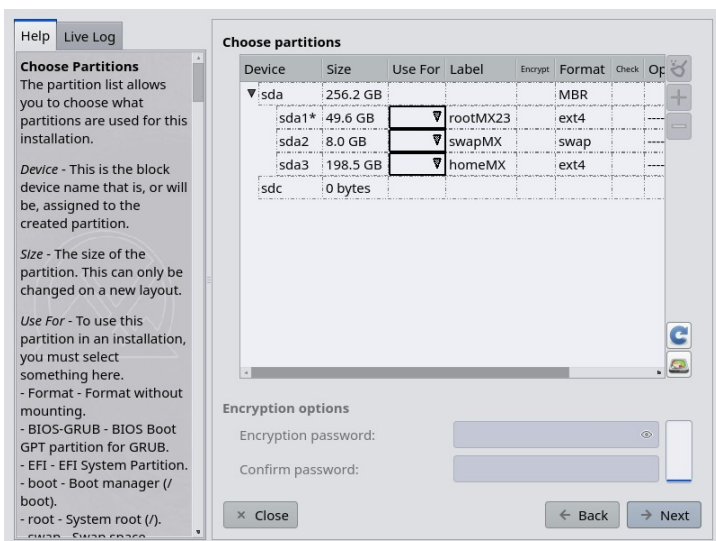 Help
Live Log
Choose Partitions
The partition list allows
you to choose what
partitions are used for this
installation.
Device - This is the block
device name that is, or will
be, assigned to the
created partition.
Size - The size of the
partition. This can only be
changed on a new layout.
Use For - To use this
partition in an installation,
you must select
something here.
- Format - Format without
mounting.
- BIOS-GRUB - BIOS Boot
GPT partition for GRUB.
- EFI - EFI System Partition.
- boot - Boot manager (/
boot).
- root - System root (/).
- swap - Swap space.
Choose partitions
Device Size Use For Label Encrypt Format Check Op
sda 256.2 GB MBR
sda1* 49.6 GB rootMX23 ext4 ----
sda2 8.0 GB swapMX swap ----
sda3 198.5 GB homeMX ext4 ----
sdc 0 bytes
Encryption options
Encryption password:
Confirm password:
× Close
← Back
→ Next